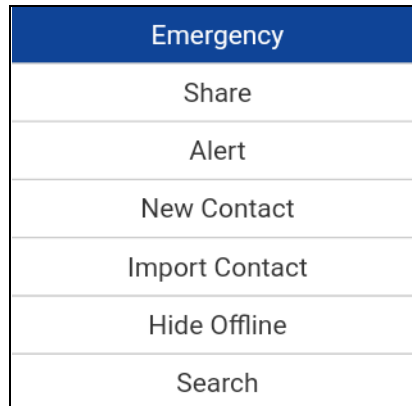 Emergency
Share
Alert
New Contact
Import Contact
Hide Offline
Search